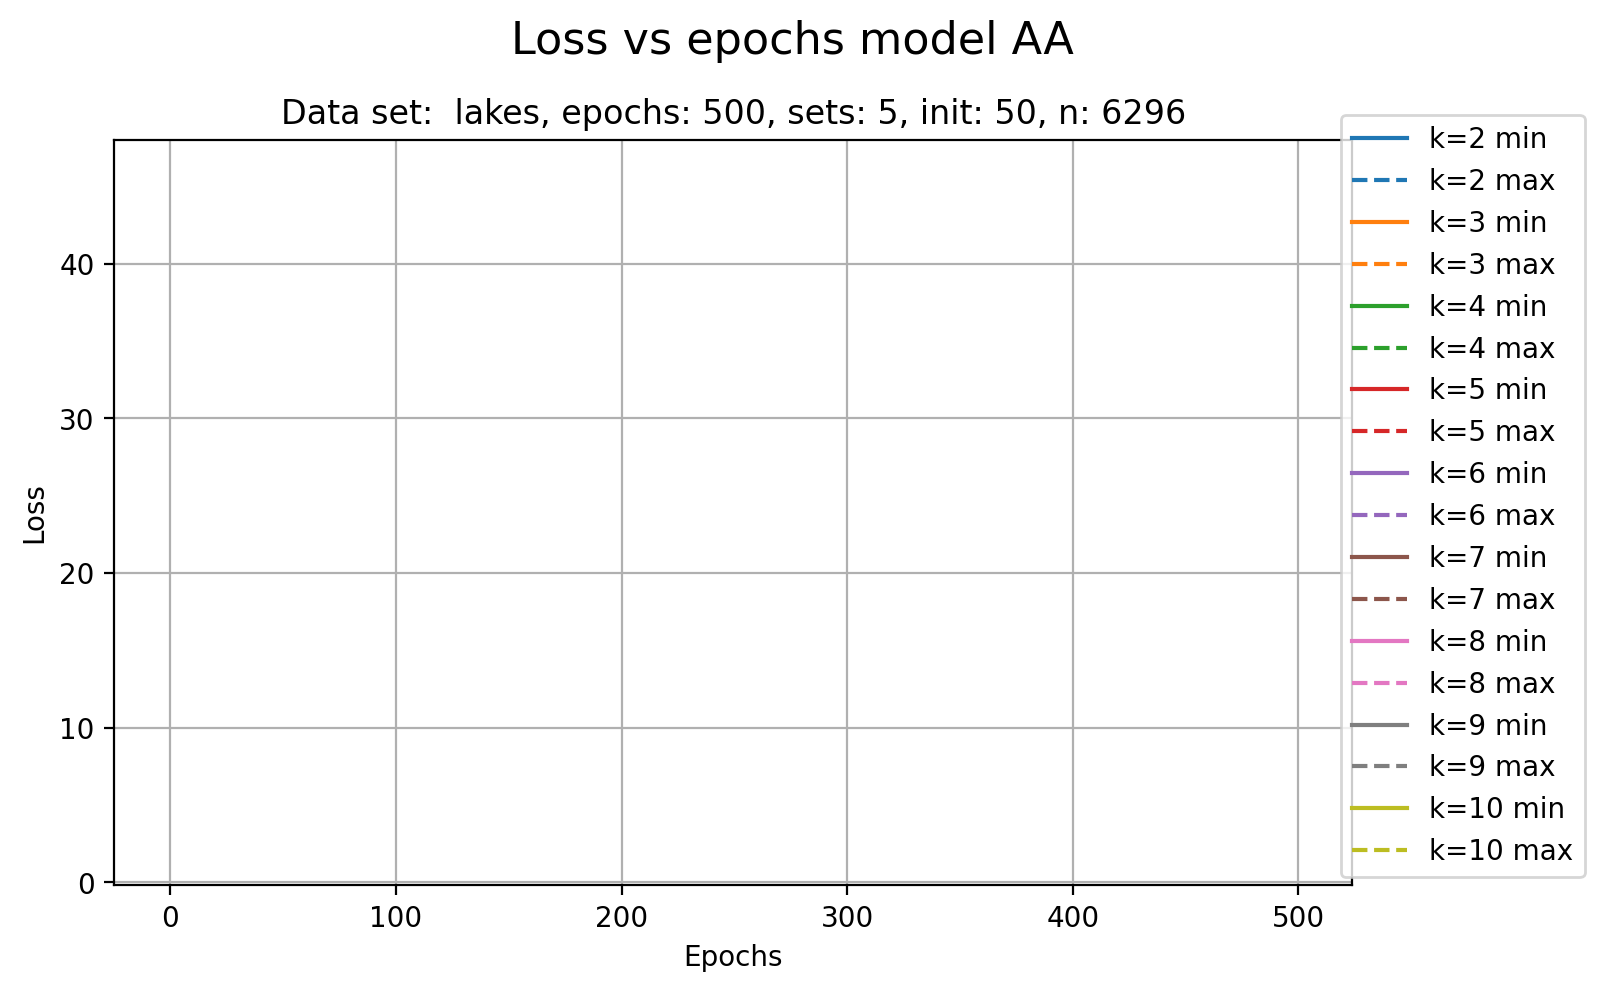 Loss vs epochs model AA
Data set:  lakes, epochs: 500, sets: 5, init: 50, n: 6296
Loss
40
30
20
10
0
0 100 200 300 400 500
Epochs
k=2 min
k=2 max
k=3 min
k=3 max
k=4 min
k=4 max
k=5 min
k=5 max
k=6 min
k=6 max
k=7 min
k=7 max
k=8 min
k=8 max
k=9 min
k=9 max
k=10 min
k=10 max